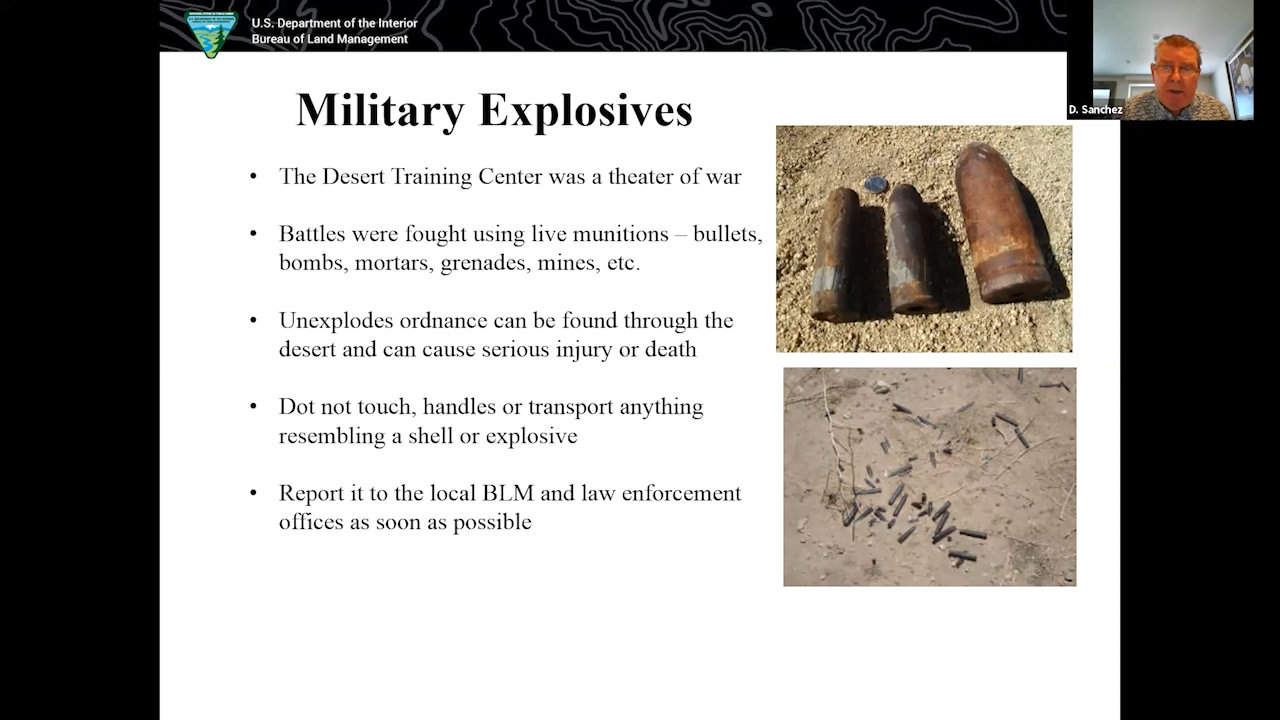 U.S. Department of the Interior
Bureau of Land Management
D. Sanchez
Military Explosives
• The Desert Training Center was a theater of war
• Battles were fought using live munitions – bullets,
bombs, mortars, grenades, mines, etc.
• Unexplodes ordnance can be found through the
desert and can cause serious injury or death
• Dot not touch, handles or transport anything
resembling a shell or explosive
• Report it to the local BLM and law enforcement
offices as soon as possible